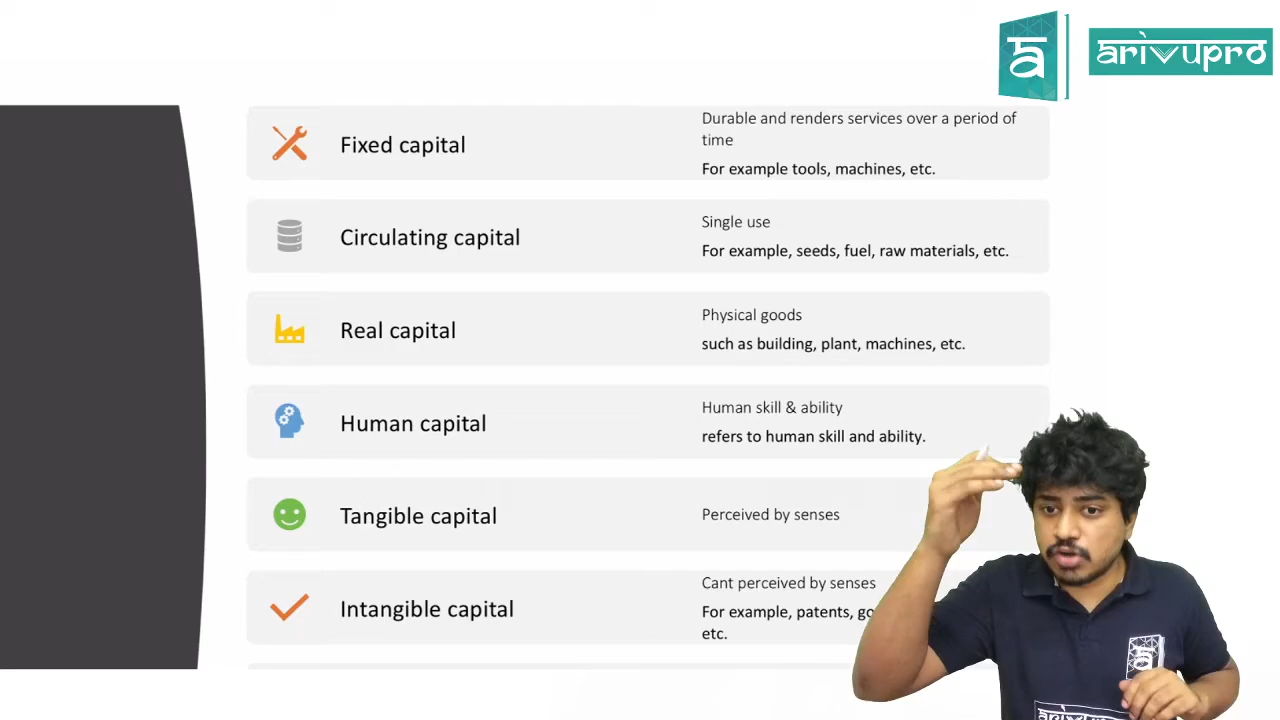 a
arivupro
Fixed capital
Durable and renders services over a period of
time
For example tools, machines, etc.
Circulating capital
Single use
For example, seeds, fuel, raw materials, etc.
Real capital
Physical goods
such as building, plant, machines, etc.
Human capital
Human skill & ability
refers to human skill and ability.
Tangible capital
Perceived by senses
Intangible capital
Cant perceived by senses
For example, patents,
etc.
a
arivupro